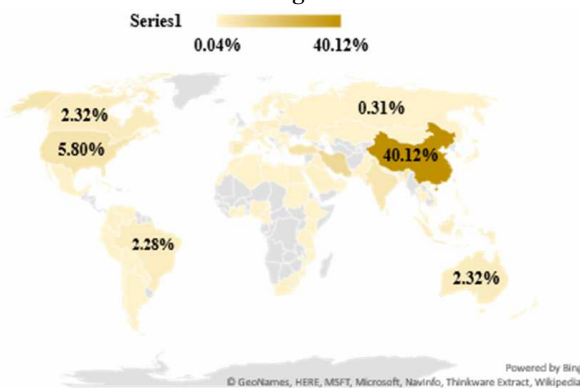 Series1
0.04% 40.12%
2.32%
0.31%
5.80%
40.12%
2.28%
2.32%
Powered by Bing
© GeoNames, HERE, MSFT, Microsoft, NavInfo, Thinkware Extract, Wikipedia